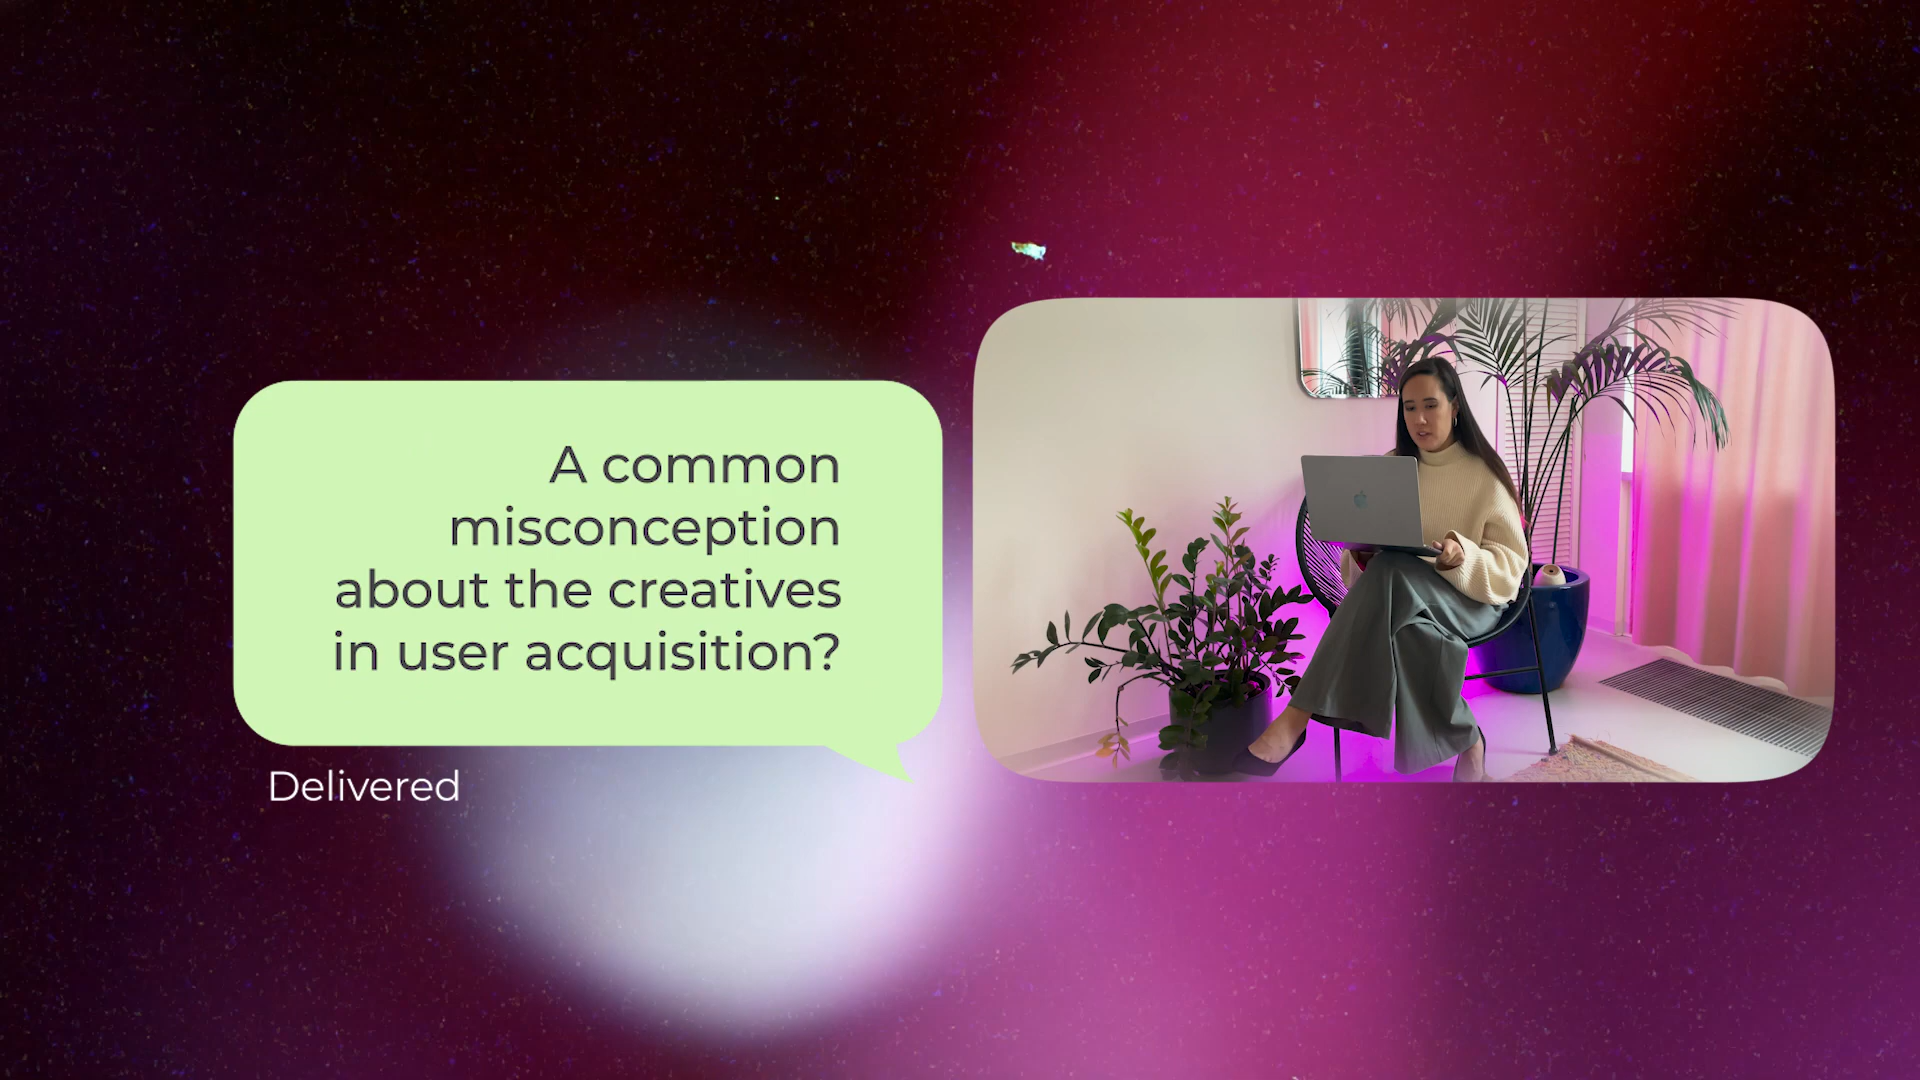 A common
misconception
about the creatives
in user acquisition?
Delivered